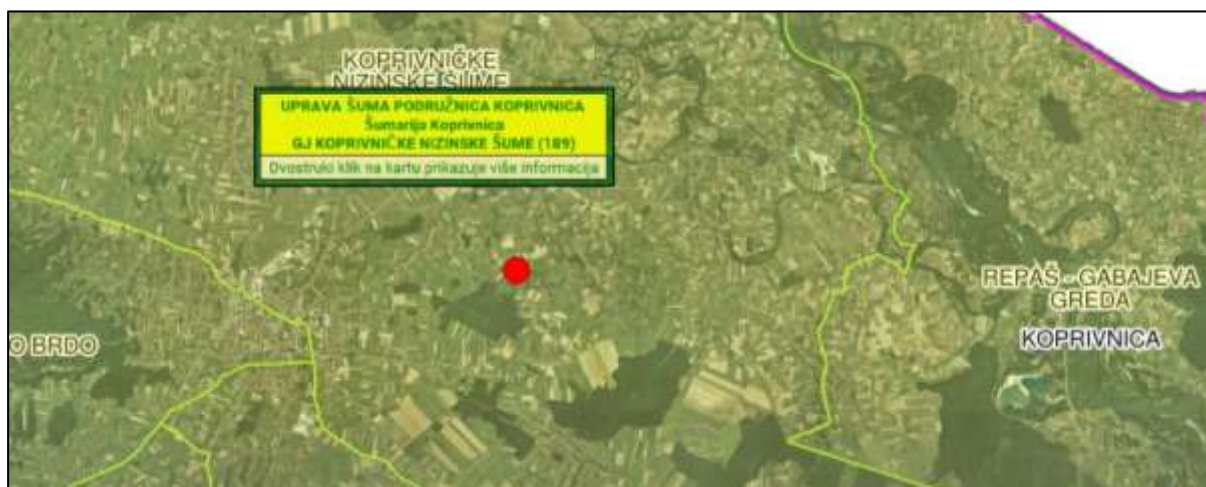 KOPRIVNIČKE
NIZINSKE ŠUME
UPRAVA ŠUMA PODRUŽNICA KOPRIVNICA
Šumarija Koprivnica
GJ KOPRIVNIČKE NIZINSKE ŠUME (189)
Dvostruki klik na kartu prikazuje više informacija
REPAŠ - GABAJEVA
GREDA
KOPRIVNICA
O BRDO